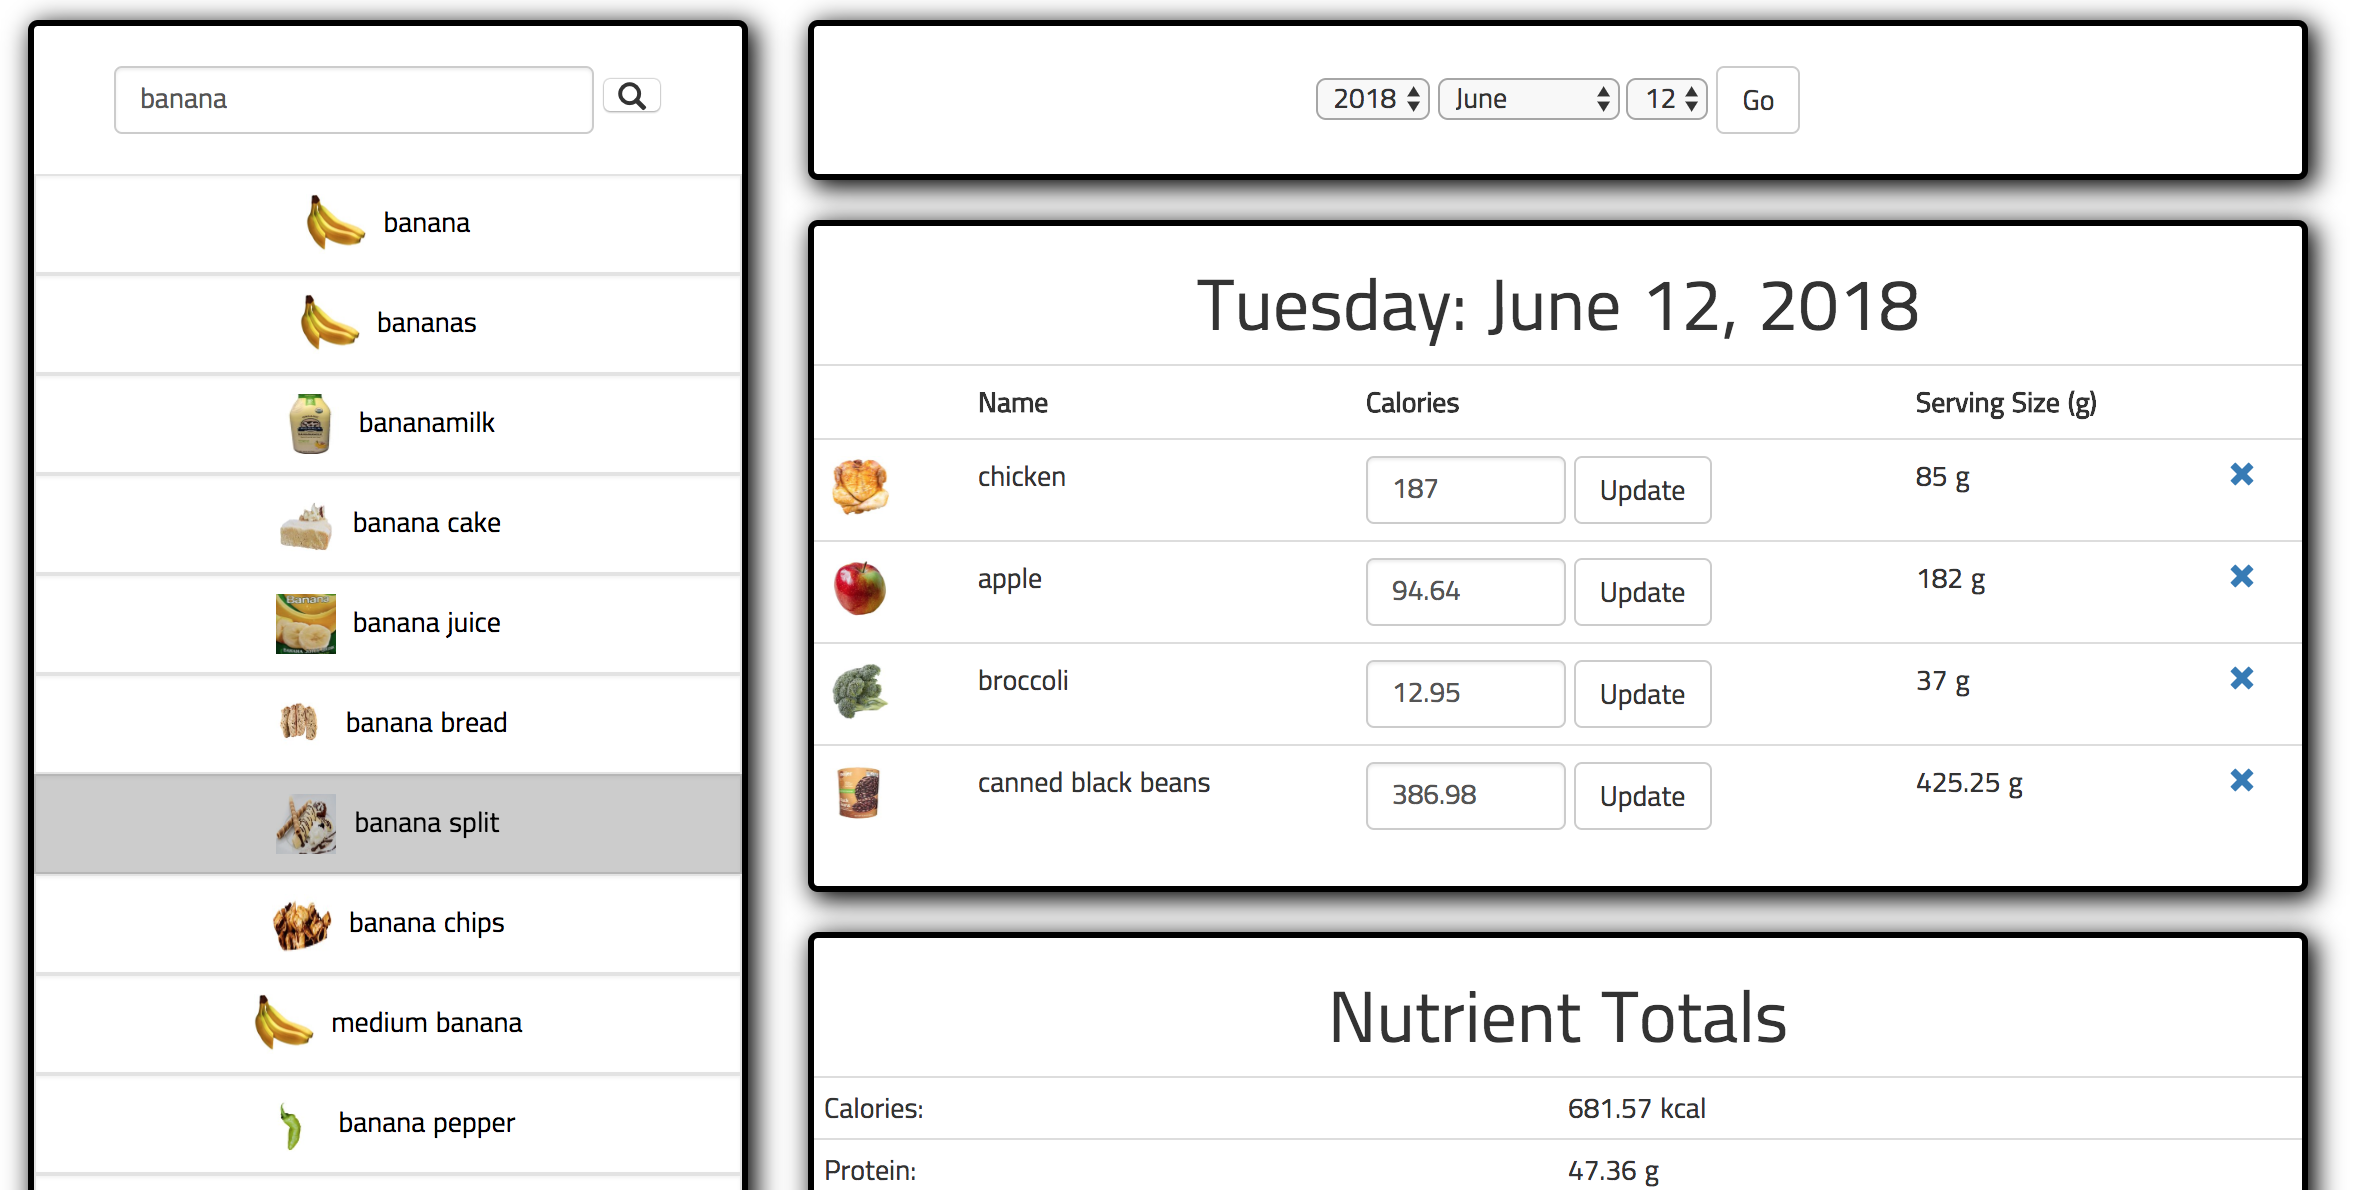 banana
banana
bananas
bananamilk
banana cake
Banana
banana juice
banana bread
banana split
banana chips
medium banana
banana pepper
2018 June 12 Go
Tuesday: June 12, 2018
Name Calories Serving Size (g)
chicken 187 Update 85 g
apple 94.64 Update 182 g
broccoli 12.95 Update 37 g
canned black beans 386.98 Update 425.25 g
Nutrient Totals
Calories: 681.57 kcal
Protein: 47.36 g